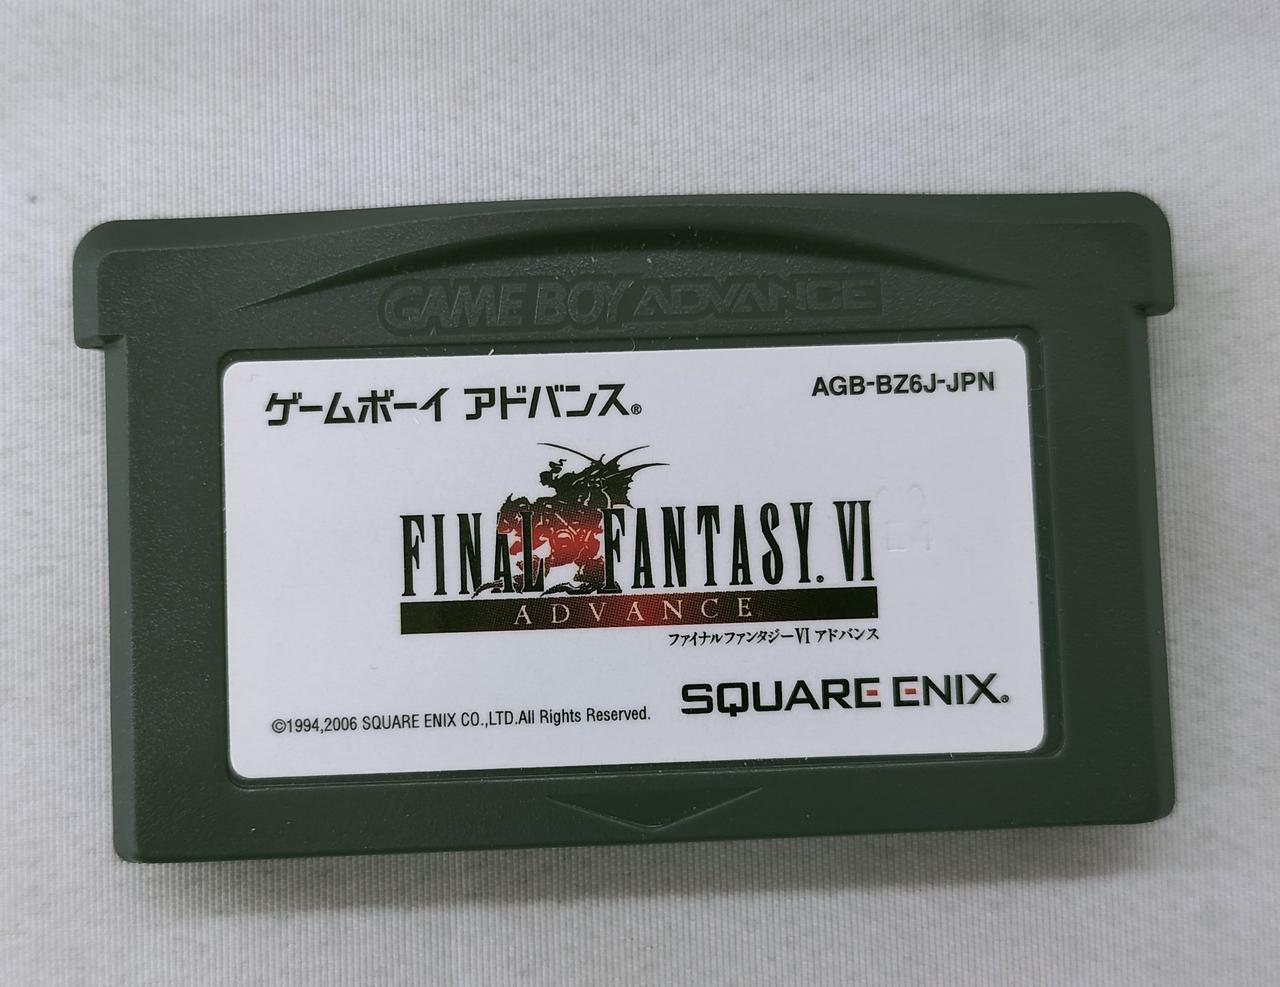 GAME BOY ADVANCE
ゲームボーイ アドバンス®
AGB-BZ6J-JPN
FINAL FANTASY® VI
ADVANCE
ファイナルファンタジーVI アドバンス
SQUARE ENIX®
©1994,2006 SQUARE ENIX CO.,LTD.All Rights Reserved.